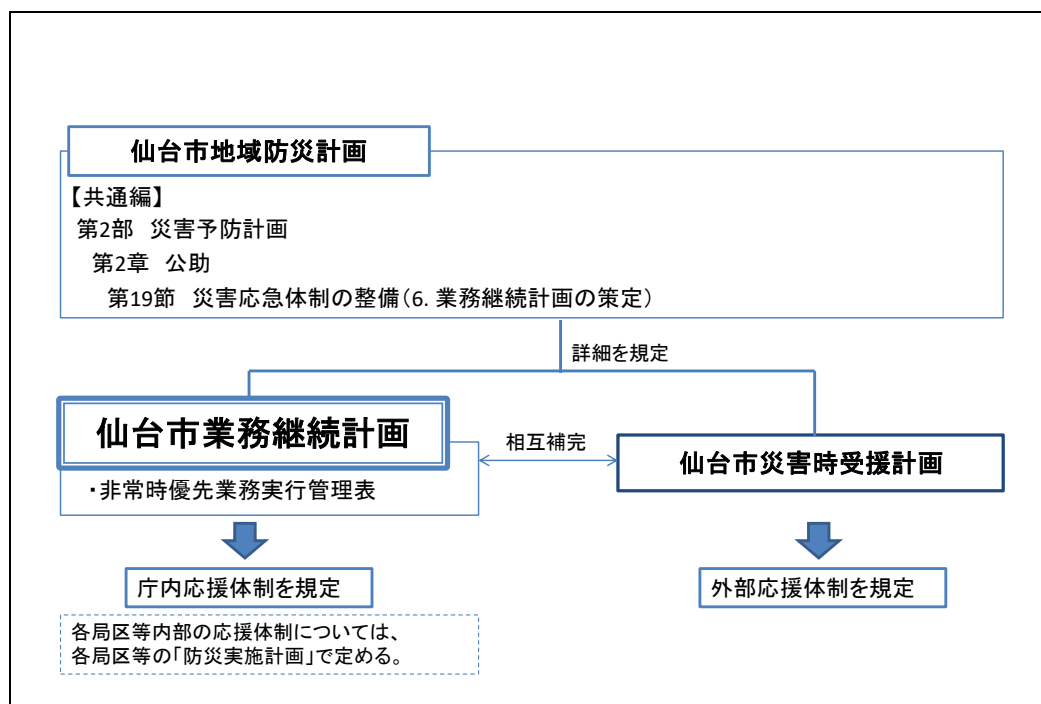 仙台市地域防災計画
【共通編】
第2部 災害予防計画
第2章 公助
第19節 災害応急体制の整備(6. 業務継続計画の策定)
詳細を規定
仙台市業務継続計画
相互補完
仙台市災害時受援計画
・非常時優先業務実行管理表
庁内応援体制を規定
外部応援体制を規定
各局区等内部の応援体制については、
各局区等の「防災実施計画」で定める。